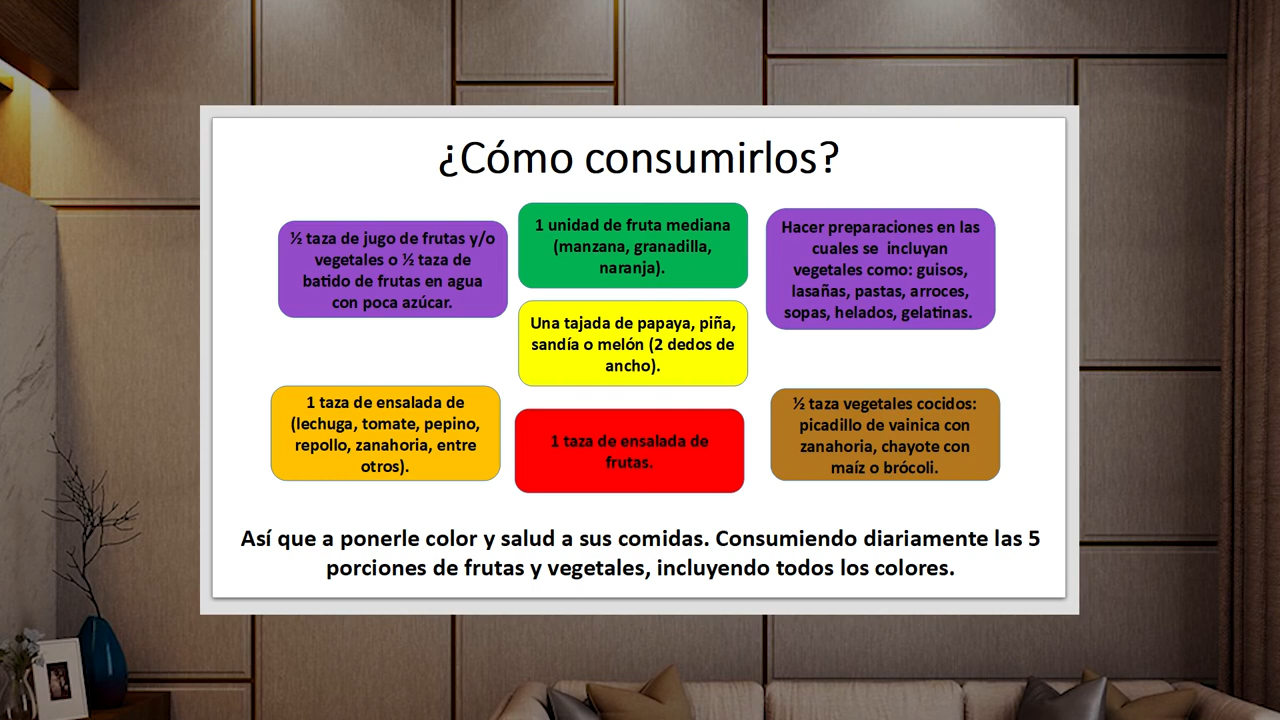 ¿Cómo consumirlos?
½ taza de jugo de frutas y/o
vegetales o ½ taza de
batido de frutas en agua
con poca azúcar.
1 unidad de fruta mediana
(manzana, granadilla,
naranja).
Hacer preparaciones en las
cuales se  incluyan
vegetales como: guisos,
lasañas, pastas, arroces,
sopas, helados, gelatinas.
Una tajada de papaya, piña,
sandía o melón (2 dedos de
ancho).
1 taza de ensalada de
(lechuga, tomate, pepino,
repollo, zanahoria, entre
otros).
1 taza de ensalada de
frutas.
½ taza vegetales cocidos:
picadillo de vainica con
zanahoria, chayote con
maíz o brócoli.
Así que a ponerle color y salud a sus comidas. Consumiendo diariamente las 5
porciones de frutas y vegetales, incluyendo todos los colores.